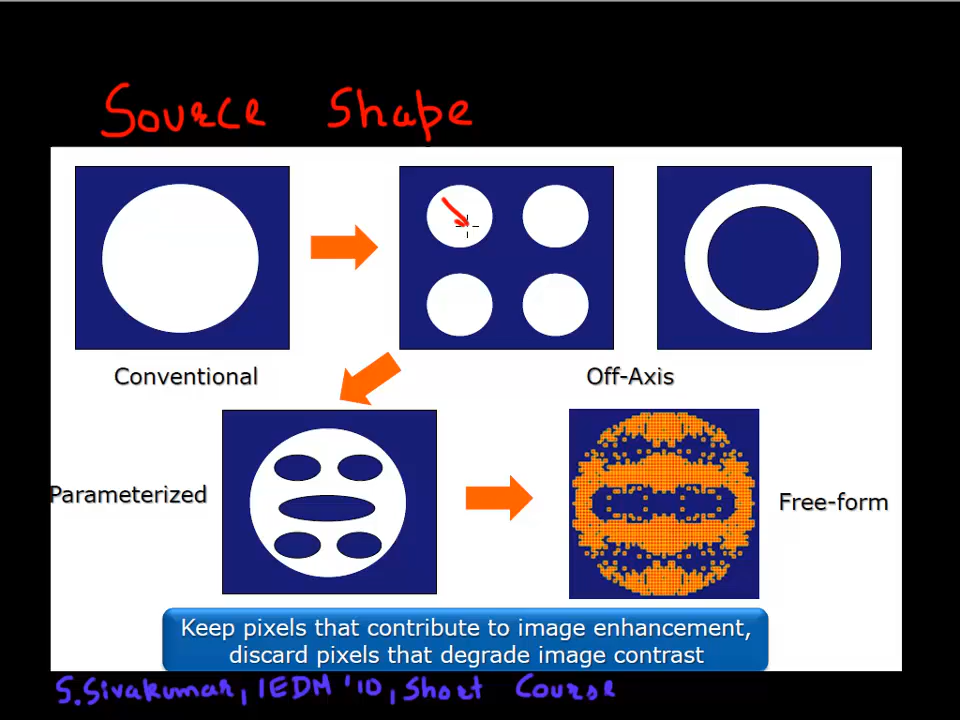 Source Shape
Conventional
Off-Axis
Parameterized
Free-form
Keep pixels that contribute to image enhancement,
discard pixels that degrade image contrast
S.Sivakumar, IEDM '10, Short Course